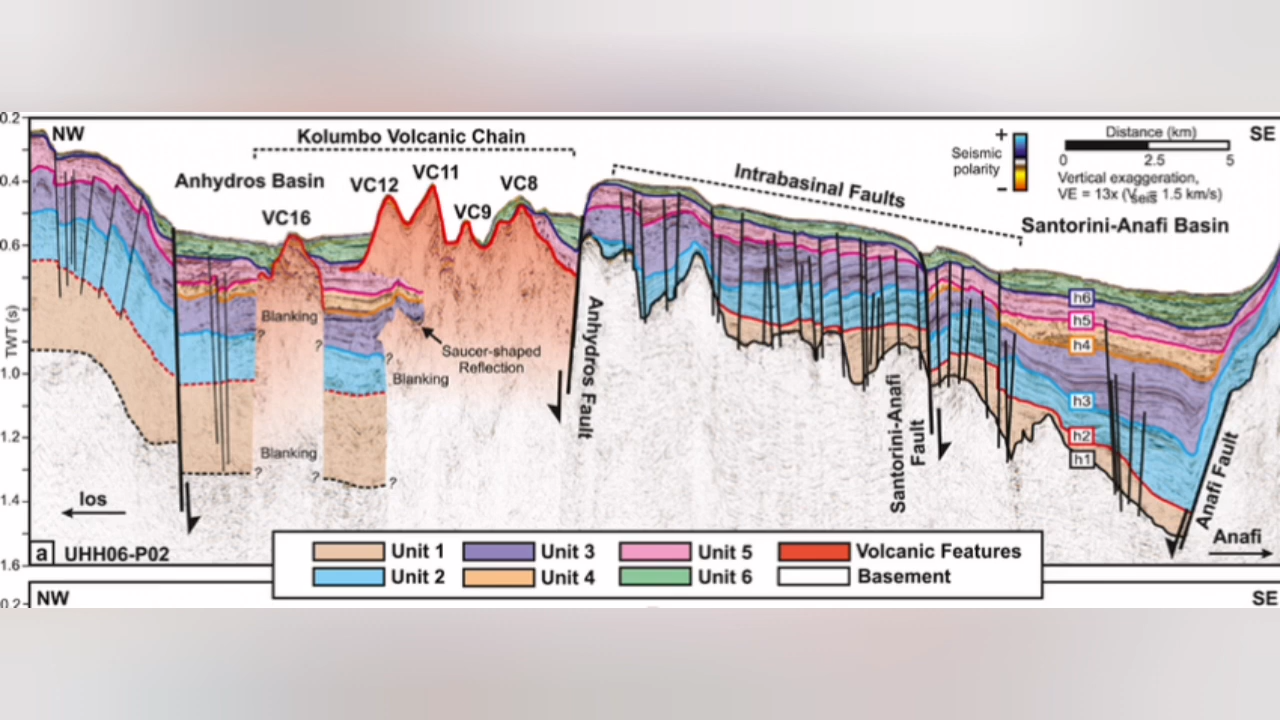 0.2
NW
Kolumbo Volcanic Chain
+
Seismic
polarity
−
Distance (km)
0 2.5 5
SE
Vertical exaggeration,
VE = 13x (Vseis = 1.5 km/s)
Anhydros Basin
VC12
VC11
VC9
VC8
VC16
Intrabasinal Faults
Santorini-Anafi Basin
0.4
0.6
TWT (s)
1.0
1.2
1.4
1.6
h6
h5
h4
h3
h2
h1
Blanking
?
?
?
Saucer-shaped
Reflection
Blanking
Blanking
?
?
?
Anhydros Fault
Santorini-Anafi
Fault
Anafi Fault
Ios
Anafi
a UHH06-P02
Unit 1 Unit 3 Unit 5 Volcanic Features
Unit 2 Unit 4 Unit 6 Basement
0.2
NW
SE